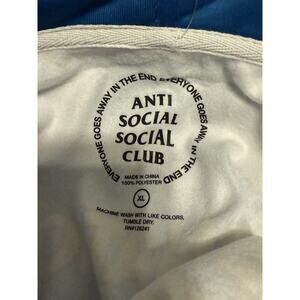 EVERYONE GOES AWAY IN THE END EVERYONE GOES AWAY IN THE END
ANTI
SOCIAL
SOCIAL
CLUB
MADE IN CHINA
100% POLYESTER
XL
MACHINE WASH WITH LIKE COLORS,
TUMBLE DRY.
RN#128241